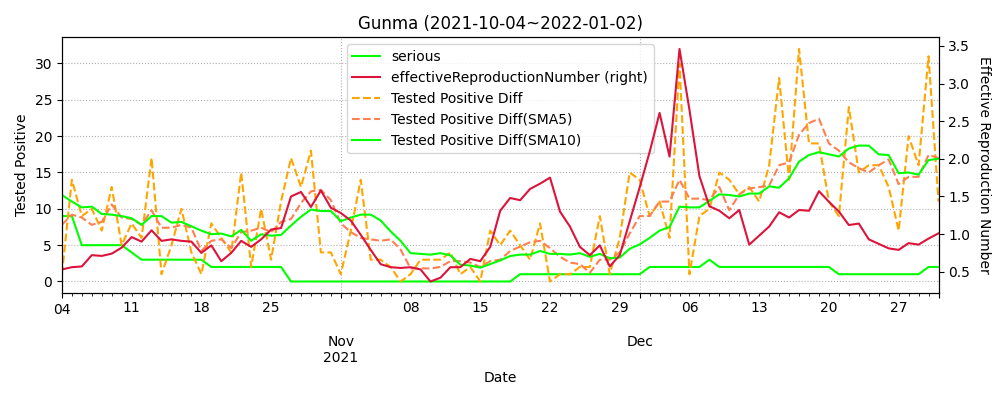 Gunma (2021-10-04~2022-01-02)
serious
effectiveReproductionNumber (right)
Tested Positive Diff
Tested Positive Diff(SMA5)
Tested Positive Diff(SMA10)
Tested Positive
30
25
20
15
10
5
0
3.5
3.0
2.5
2.0
1.5
1.0
0.5
Effective Reproduction Number
04 11 18 25 08 15 22 29 06 13 20 27
Nov Dec
2021
Date